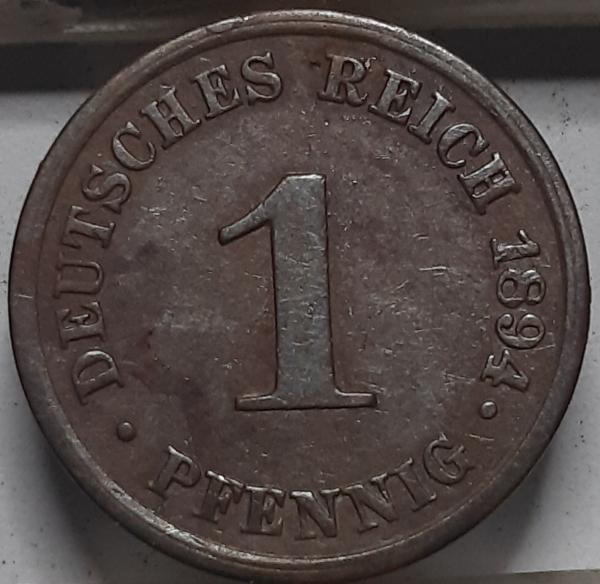 DEUTSCHES REICH 1894
1
PFENNIG